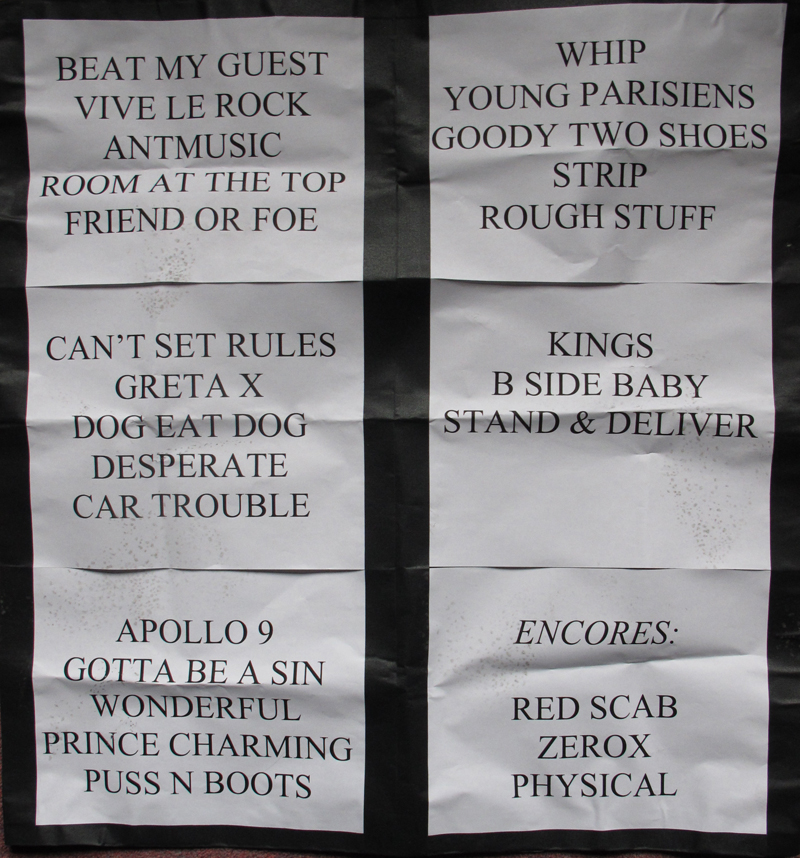 BEAT MY GUEST
VIVE LE ROCK
ANTMUSIC
ROOM AT THE TOP
FRIEND OR FOE
CAN'T SET RULES
GRETA X
DOG EAT DOG
DESPERATE
CAR TROUBLE
APOLLO 9
GOTTA BE A SIN
WONDERFUL
PRINCE CHARMING
PUSS N BOOTS
WHIP
YOUNG PARISIENS
GOODY TWO SHOES
STRIP
ROUGH STUFF
KINGS
B SIDE BABY
STAND & DELIVER
ENCORES:
RED SCAB
ZEROX
PHYSICAL